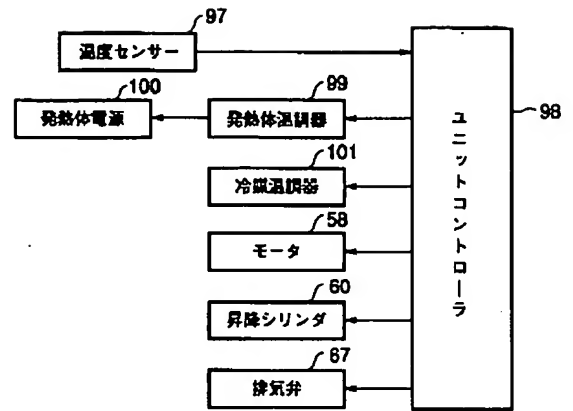 97
温度センサー
100
発熱体電源
99
発熱体温調器
101
冷媒温調器
58
モータ
60
昇降シリンダ
67
排気弁
ユニットコントローラ
98